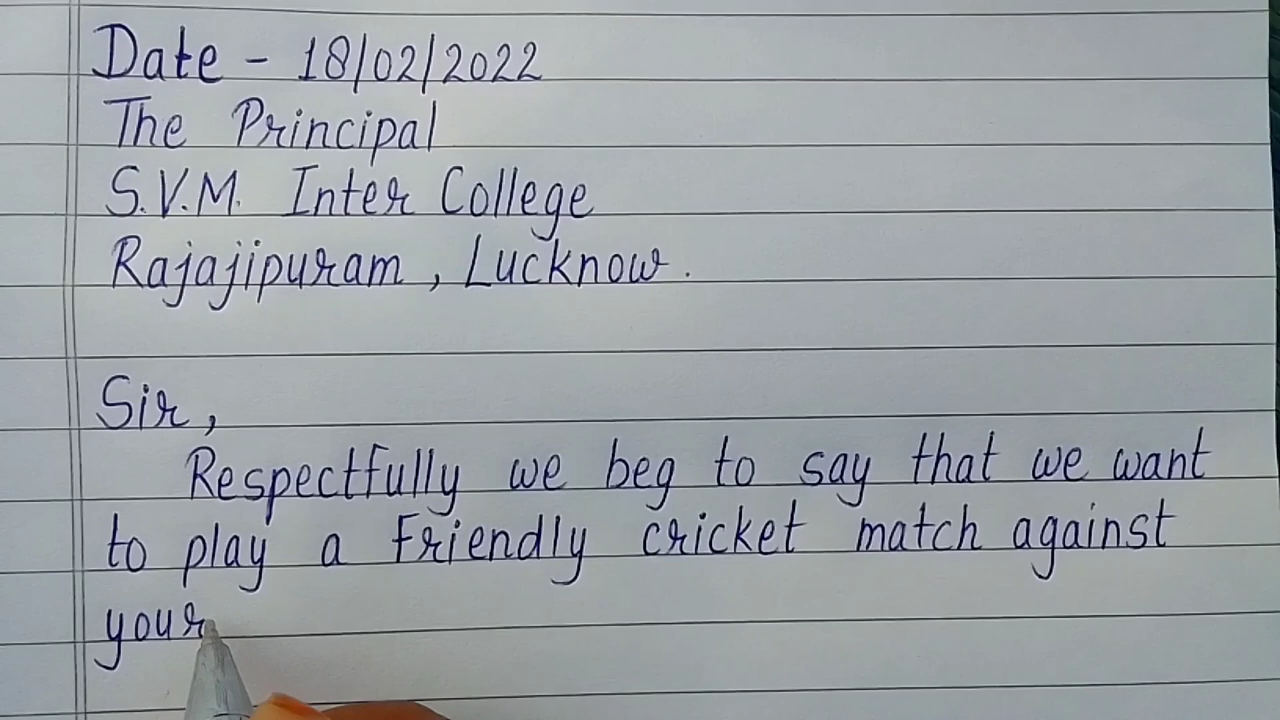 Date - 18/02/2022
The Principal
S.V.M. Inter College
Rajajipuram, Lucknow.
Sir,
Respectfully we beg to say that we want
to play a friendly cricket match against
your